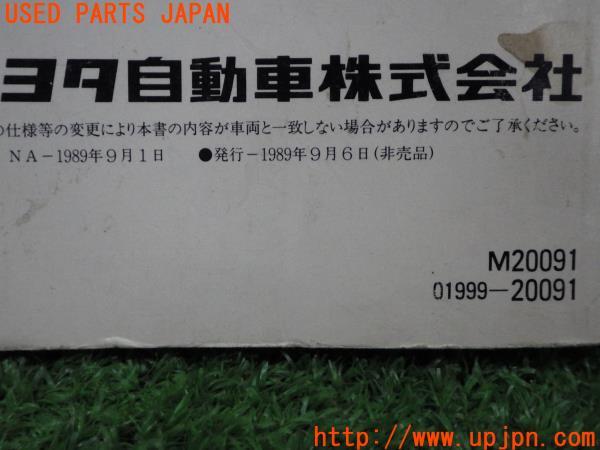 USED PARTS JAPAN
ヨタ自動車株式会社
の仕様等の変更により本書の内容が車両と一致しない場合がありますのでご了承ください。
NA-1989年9月1日 ●発行-1989年9月6日(非売品)
M20091
01999-20091
http://www.upjpn.com/